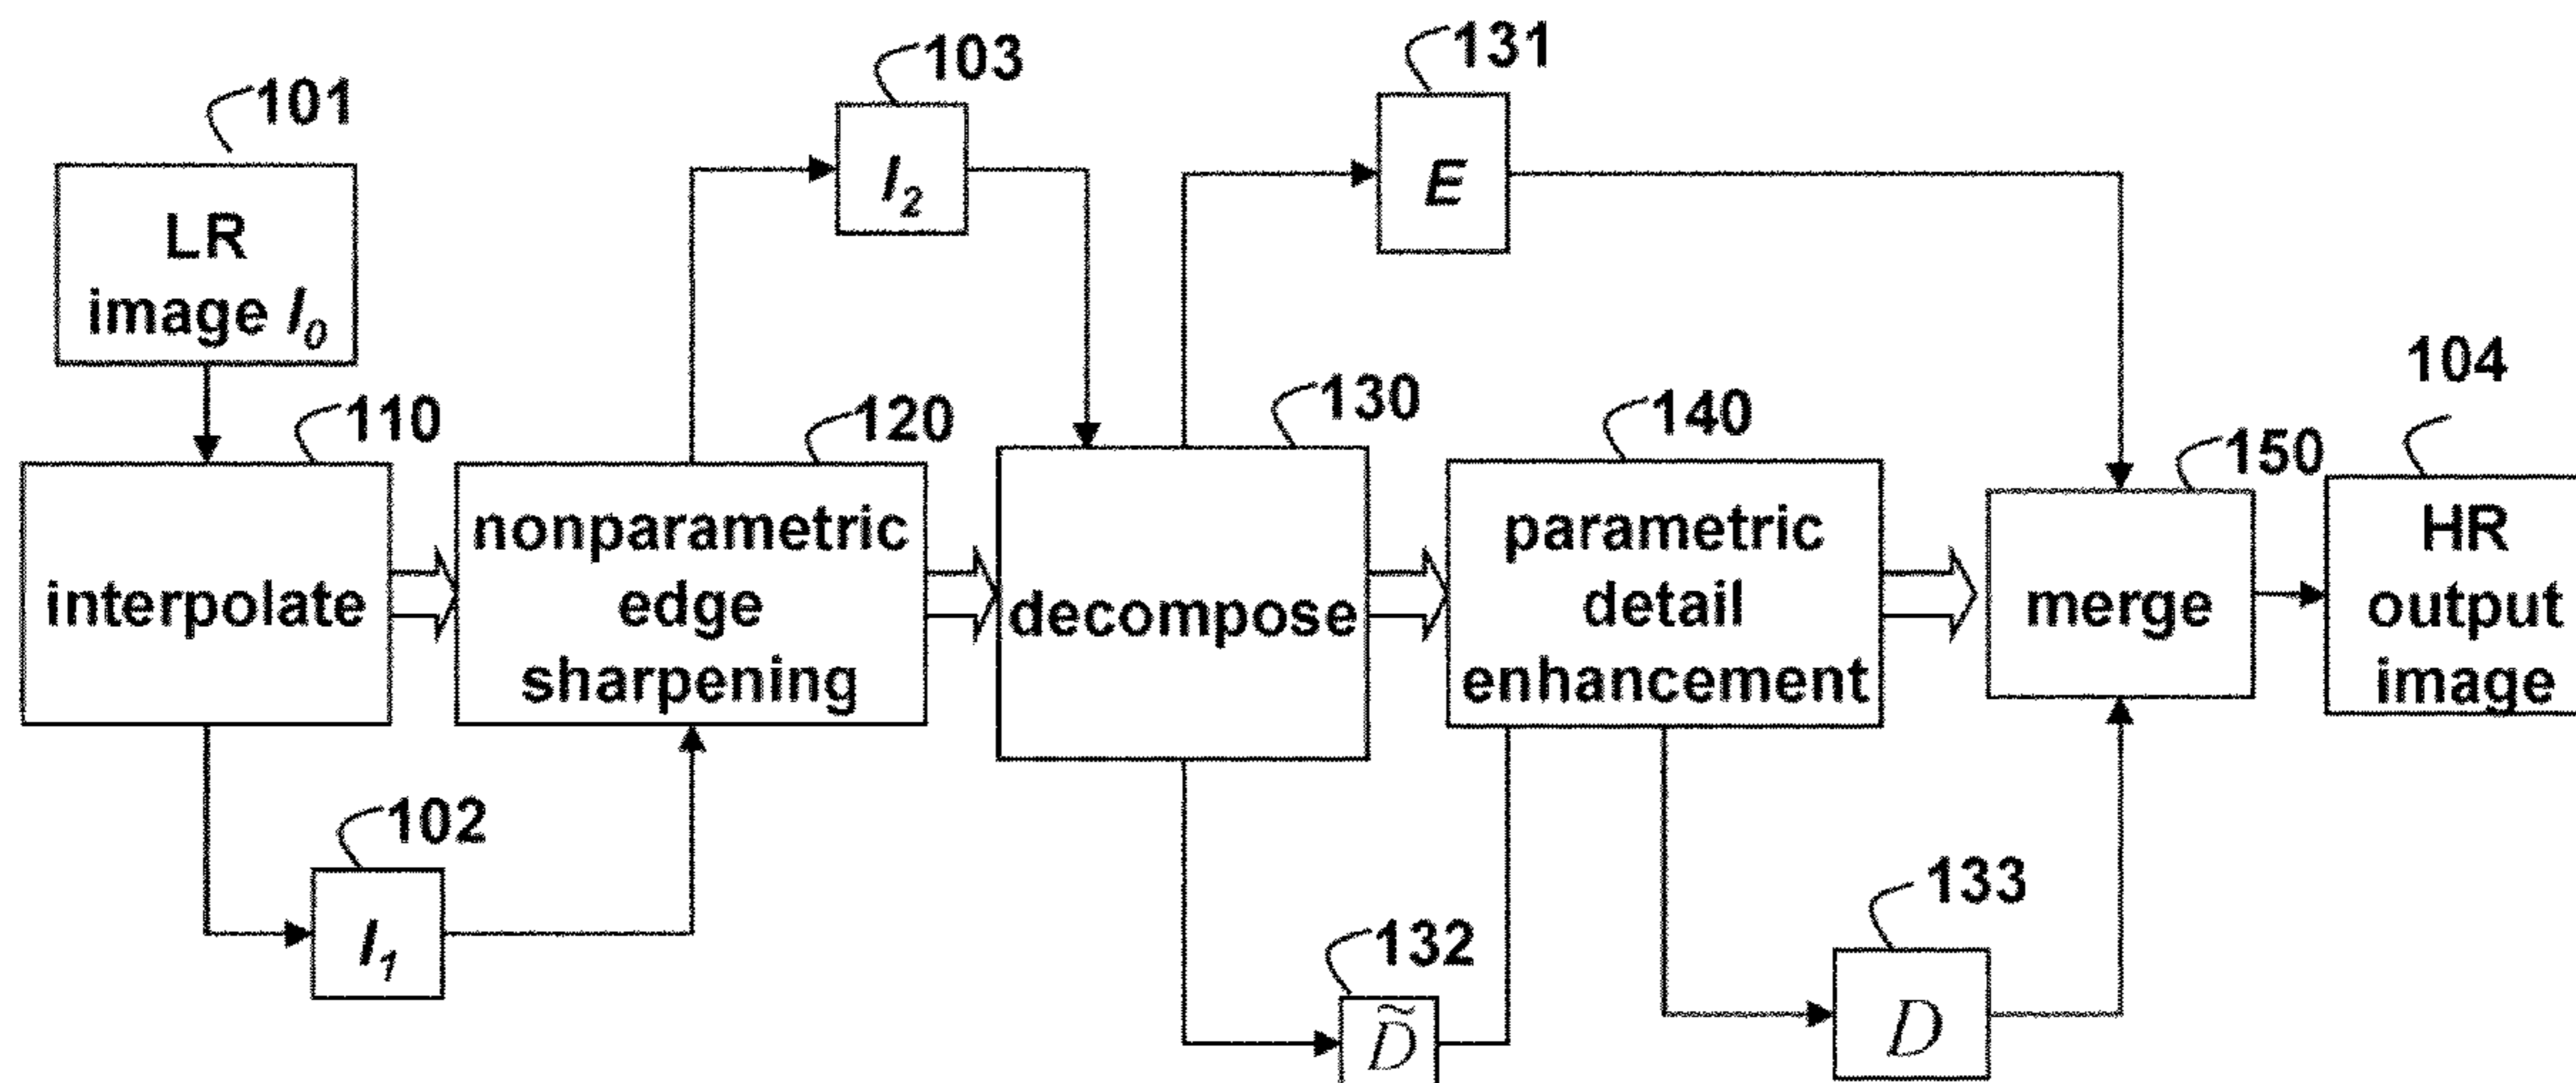 101
LR
image I₀
110
interpolate
102
I₁
120
nonparametric
edge
sharpening
103
I₂
130
decompose
131
E
132
D̃
140
parametric
detail
enhancement
133
D
150
merge
104
HR
output
image